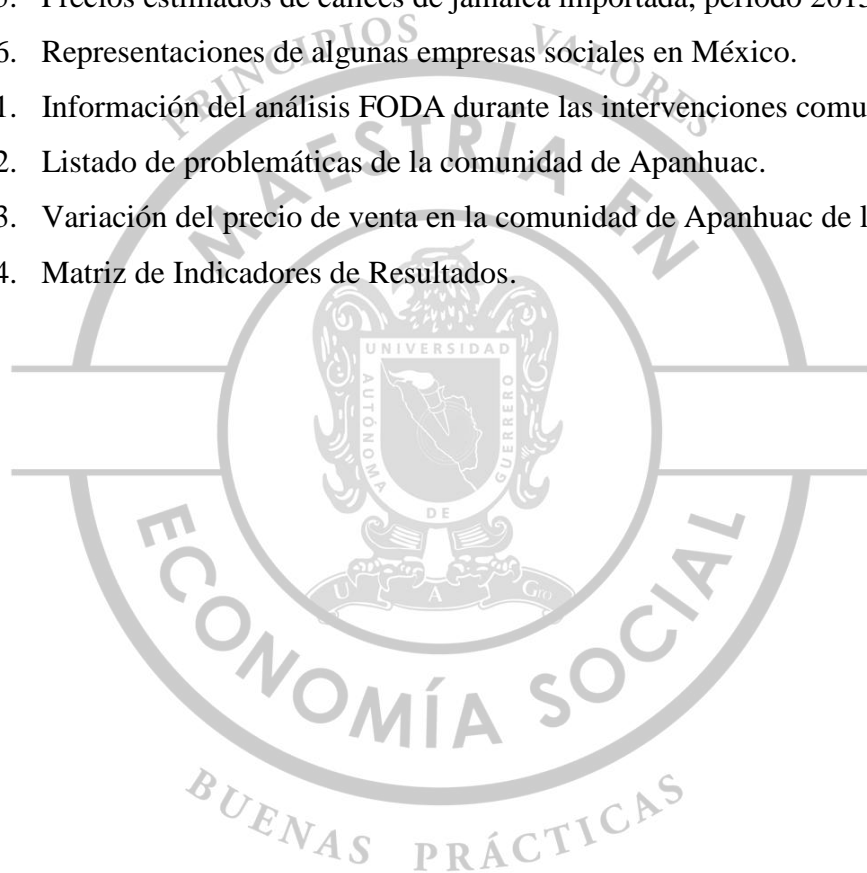 Precios estimados de cálices de jamaica importada, periodo
6. Representaciones de algunas empresas sociales en México.
1. Información del análisis FODA durante las intervenciones comu
2. Listado de problemáticas de la comunidad de Apanhuac.
3. Variación del precio de venta en la comunidad de Apanhuac de l
4. Matriz de Indicadores de Resultados.
PRINCIPIOS VALORES
MAESTRÍA EN
UNIVERSIDAD
AUTÓNOMA
DE
GUERRERO
U A Gro
ECONOMÍA SOCIAL
BUENAS PRÁCTICAS